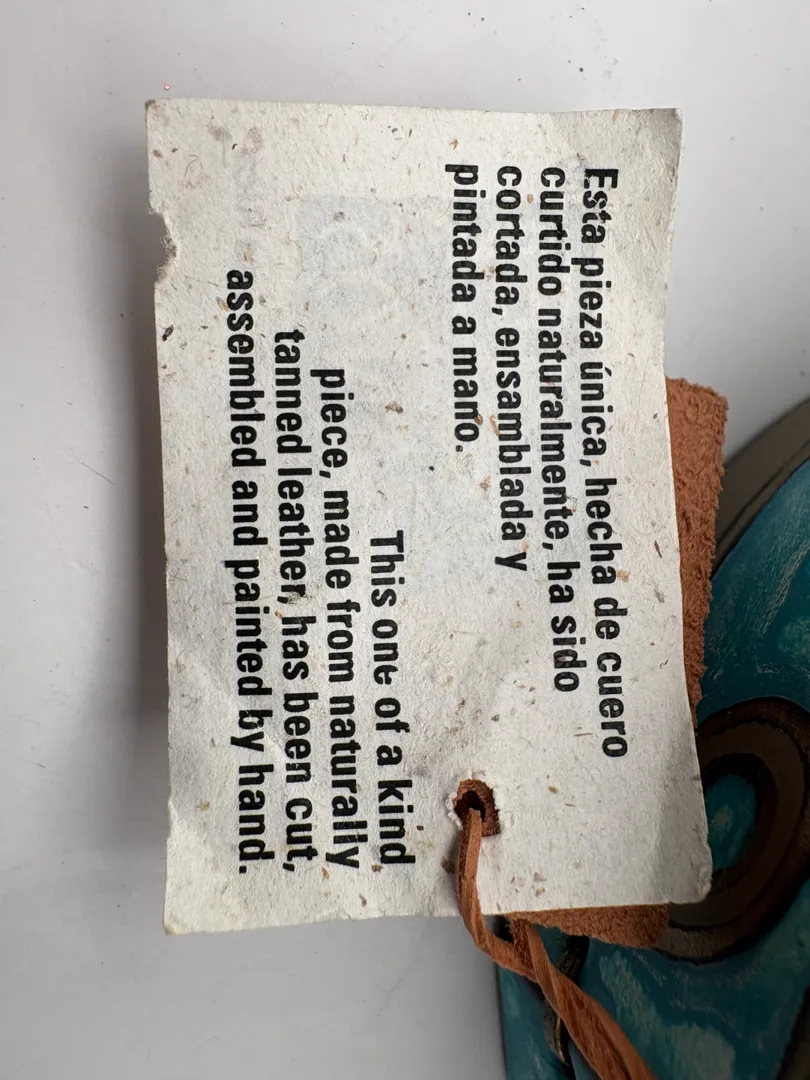 Esta pieza única, hecha de cuero
curtido naturalmente, ha sido
cortada, ensamblada y
pintada a mano.
This one of a kind
piece, made from naturally
tanned leather, has been cut,
assembled and painted by hand.